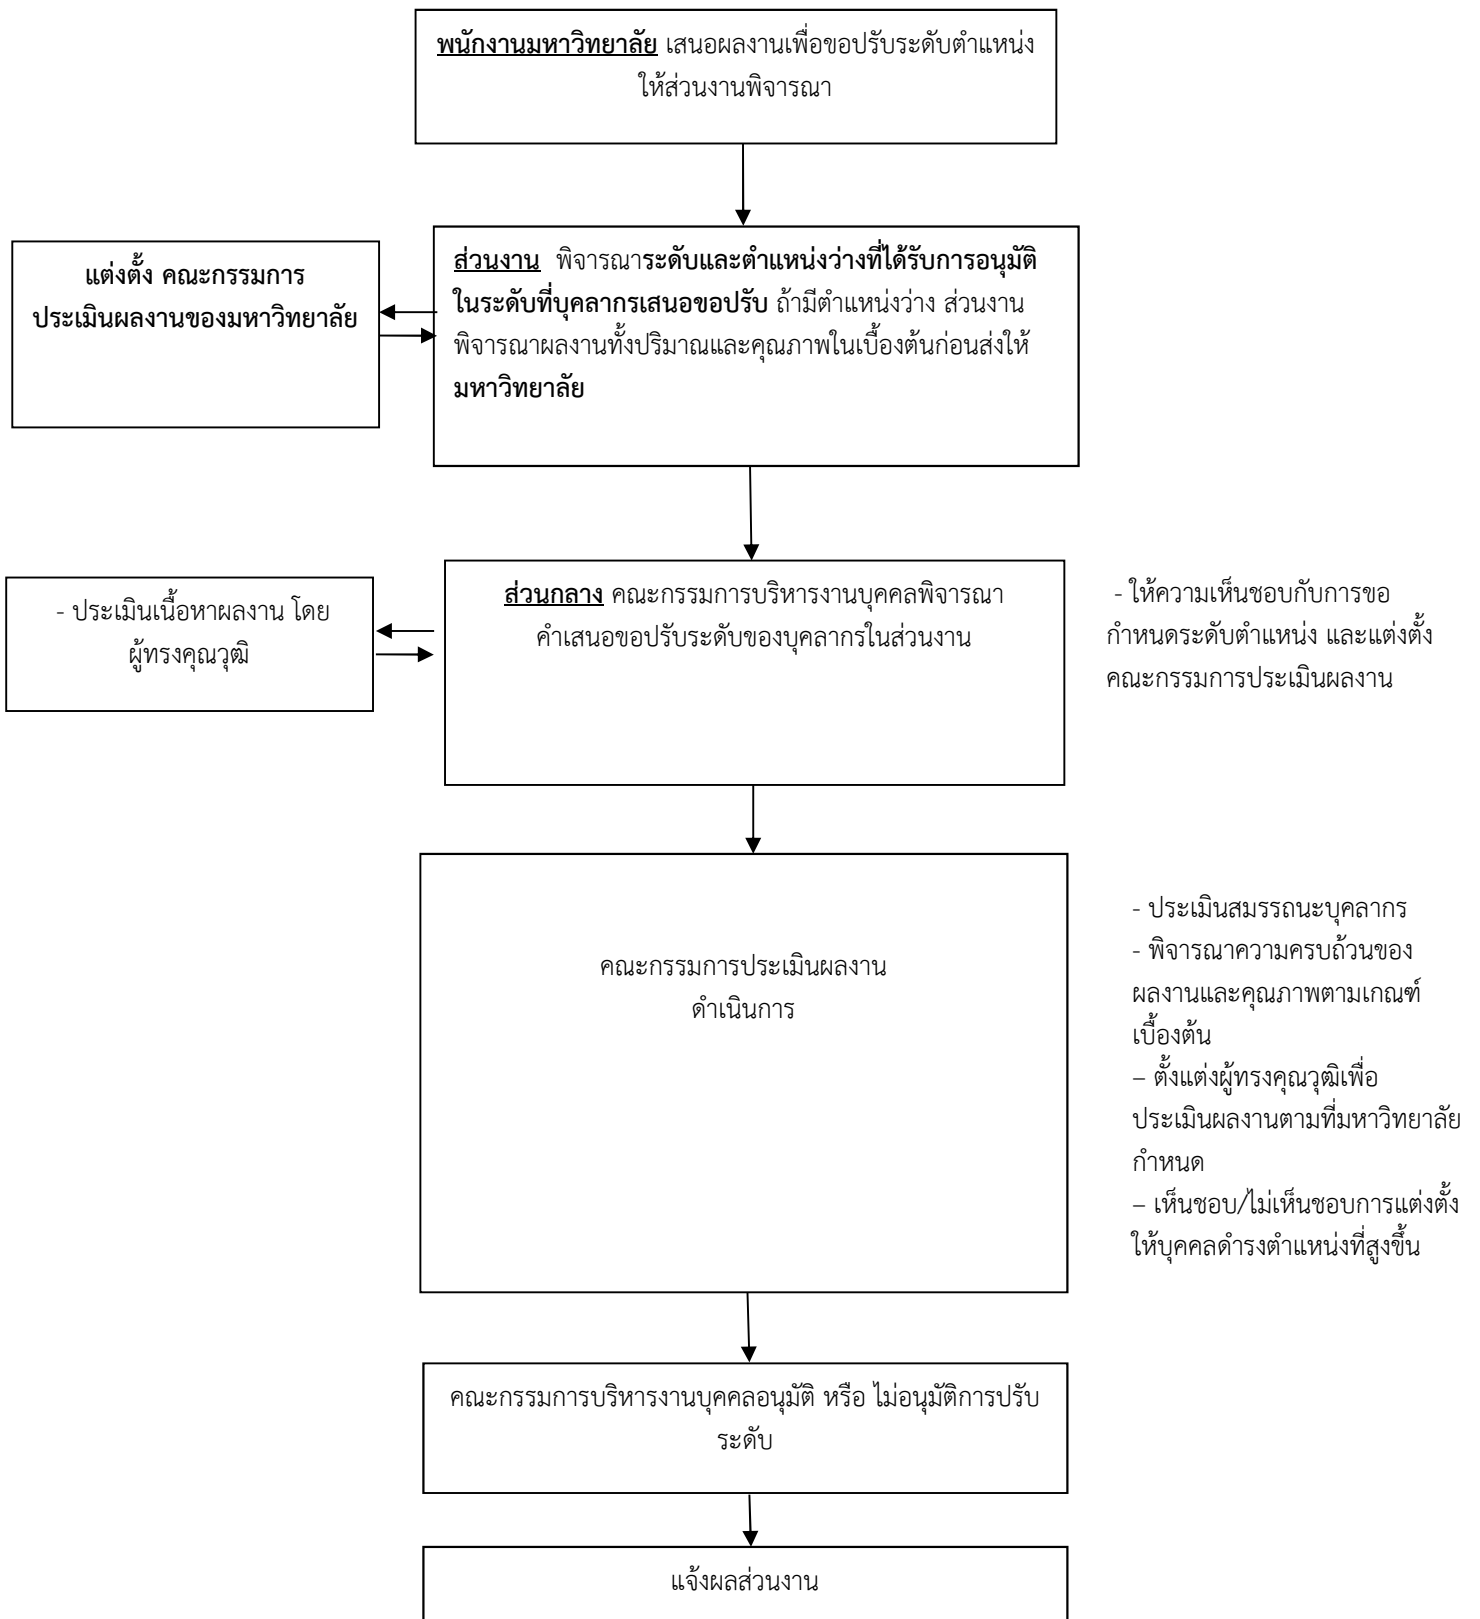 พนักงานมหาวิทยาลัย เสนอผลงานเพื่อขอปรับระดับตำแหน่ง
ให้ส่วนงานพิจารณา
แต่งตั้ง คณะกรรมการ
ประเมินผลงานของมหาวิทยาลัย
ส่วนงาน พิจารณาระดับและตำแหน่งว่างที่ได้รับการอนุมัติ
ในระดับที่บุคลากรเสนอขอปรับ ถ้ามีตำแหน่งว่าง ส่วนงาน
พิจารณาผลงานทั้งปริมาณและคุณภาพในเบื้องต้นก่อนส่งให้
มหาวิทยาลัย
- ประเมินเนื้อหาผลงาน โดย
ผู้ทรงคุณวุฒิ
ส่วนกลาง คณะกรรมการบริหารงานบุคคลพิจารณา
คำเสนอขอปรับระดับของบุคลากรในส่วนงาน
- ให้ความเห็นชอบกับการขอ
กำหนดระดับตำแหน่ง และแต่งตั้ง
คณะกรรมการประเมินผลงาน
คณะกรรมการประเมินผลงาน
ดำเนินการ
- ประเมินสมรรถนะบุคลากร
- พิจารณาความครบถ้วนของ
ผลงานและคุณภาพตามเกณฑ์
เบื้องต้น
– ตั้งแต่งผู้ทรงคุณวุฒิเพื่อ
ประเมินผลงานตามที่มหาวิทยาลัย
กำหนด
– เห็นชอบ/ไม่เห็นชอบการแต่งตั้ง
ให้บุคคลดำรงตำแหน่งที่สูงขึ้น
คณะกรรมการบริหารงานบุคคลอนุมัติ หรือ ไม่อนุมัติการปรับ
ระดับ
แจ้งผลส่วนงาน